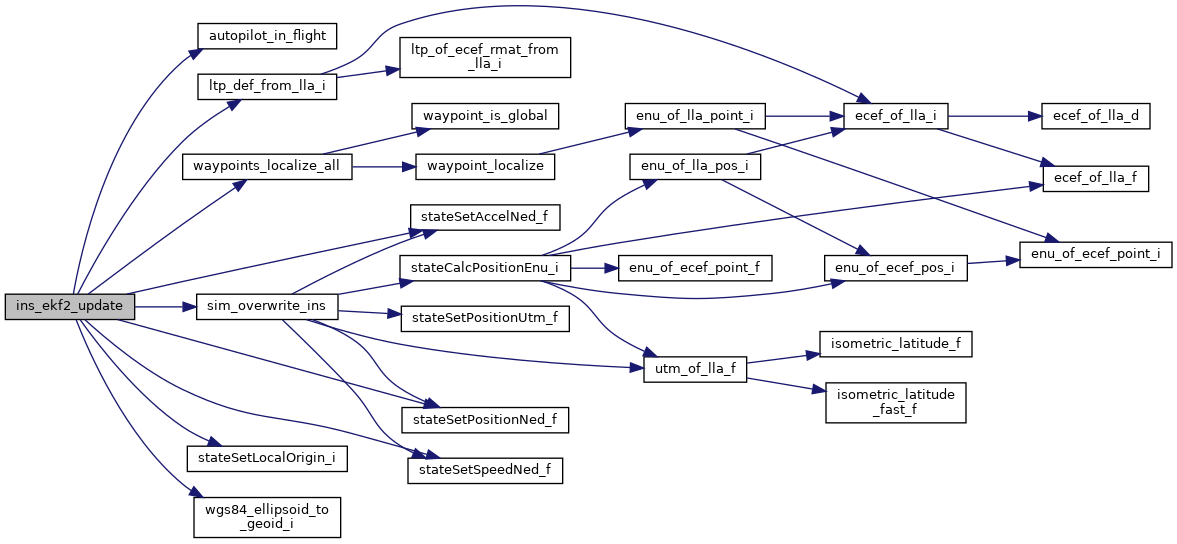 autopilot_in_flight
ltp_of_ecef_rmat_from
_lla_i
ltp_def_from_lla_i
waypoint_is_global
enu_of_lla_point_i
ecef_of_lla_i
ecef_of_lla_d
waypoints_localize_all
waypoint_localize
enu_of_lla_pos_i
ecef_of_lla_f
stateSetAccelNed_f
enu_of_ecef_point_i
stateCalcPositionEnu_i
enu_of_ecef_point_f
enu_of_ecef_pos_i
ins_ekf2_update
sim_overwrite_ins
stateSetPositionUtm_f
isometric_latitude_f
utm_of_lla_f
isometric_latitude
_fast_f
stateSetPositionNed_f
stateSetLocalOrigin_i
stateSetSpeedNed_f
wgs84_ellipsoid_to
_geoid_i